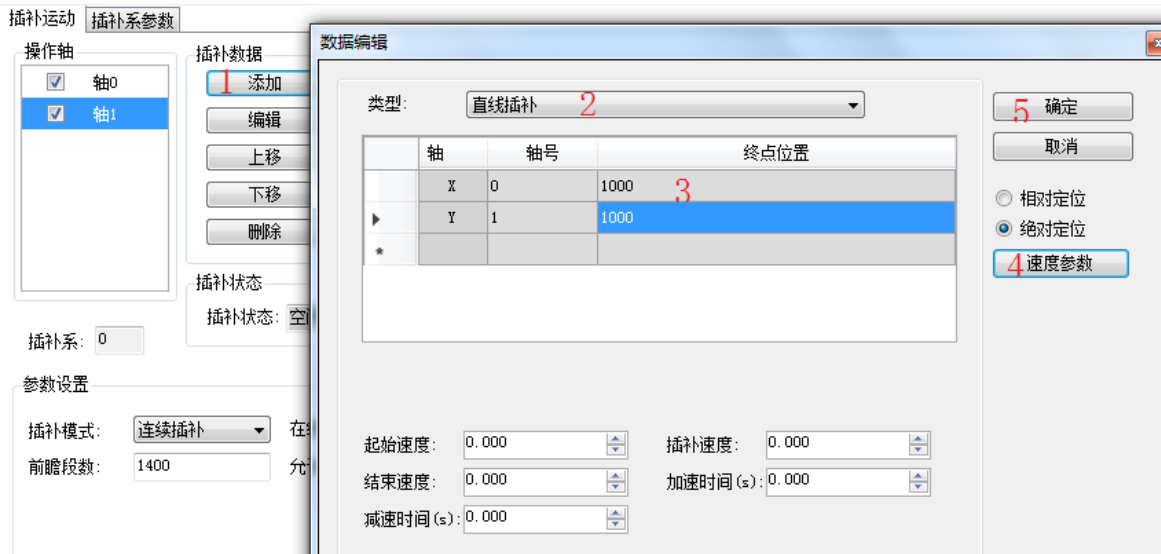 插补运动 插补系参数
操作轴
轴0
轴1
插补数据
1 添加
编辑
上移
下移
删除
插补状态
插补状态:
插补系: 0
参数设置
插补模式: 连续插补
前瞻段数: 1400
数据编辑
类型: 直线插补 2
轴 轴号 终点位置
X 0 1000 3
Y 1 1000
5 确定
取消
相对定位
绝对定位
4 速度参数
起始速度: 0.000 插补速度: 0.000
结束速度: 0.000 加速时间(s): 0.000
减速时间(s): 0.000